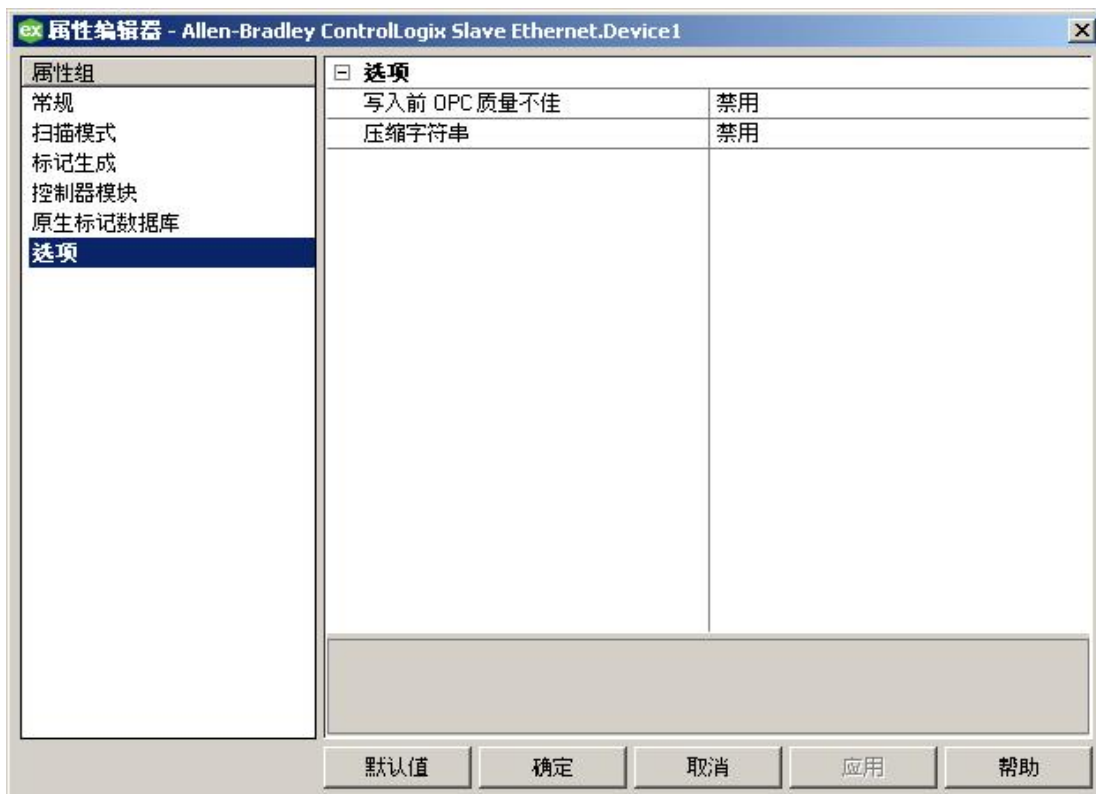 ex 属性编辑器 - Allen-Bradley ControlLogix Slave Ethernet.Device1
属性组
常规
扫描模式
标记生成
控制器模块
原生标记数据库
选项
选项
写入前 OPC 质量不佳 禁用
压缩字符串 禁用
默认值 确定 取消 应用 帮助